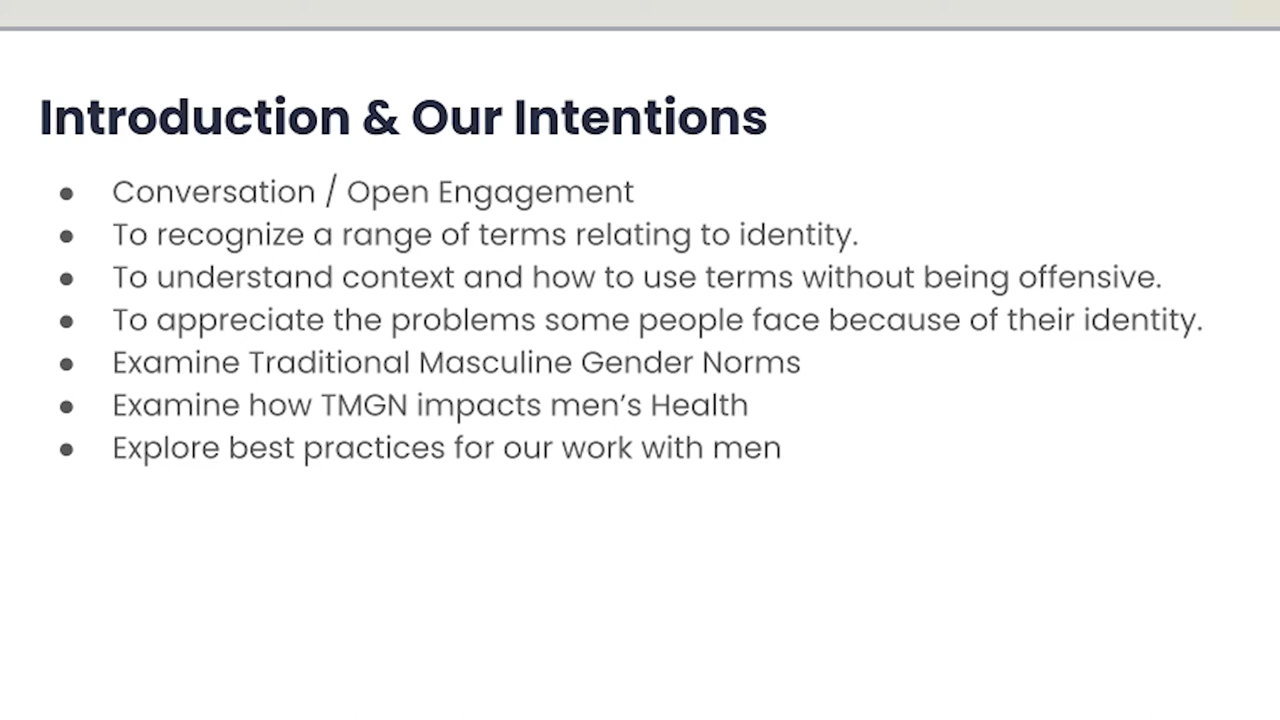 Introduction & Our Intentions
● Conversation / Open Engagement
● To recognize a range of terms relating to identity.
● To understand context and how to use terms without being offensive.
● To appreciate the problems some people face because of their identity.
● Examine Traditional Masculine Gender Norms
● Examine how TMGN impacts men’s Health
● Explore best practices for our work with men